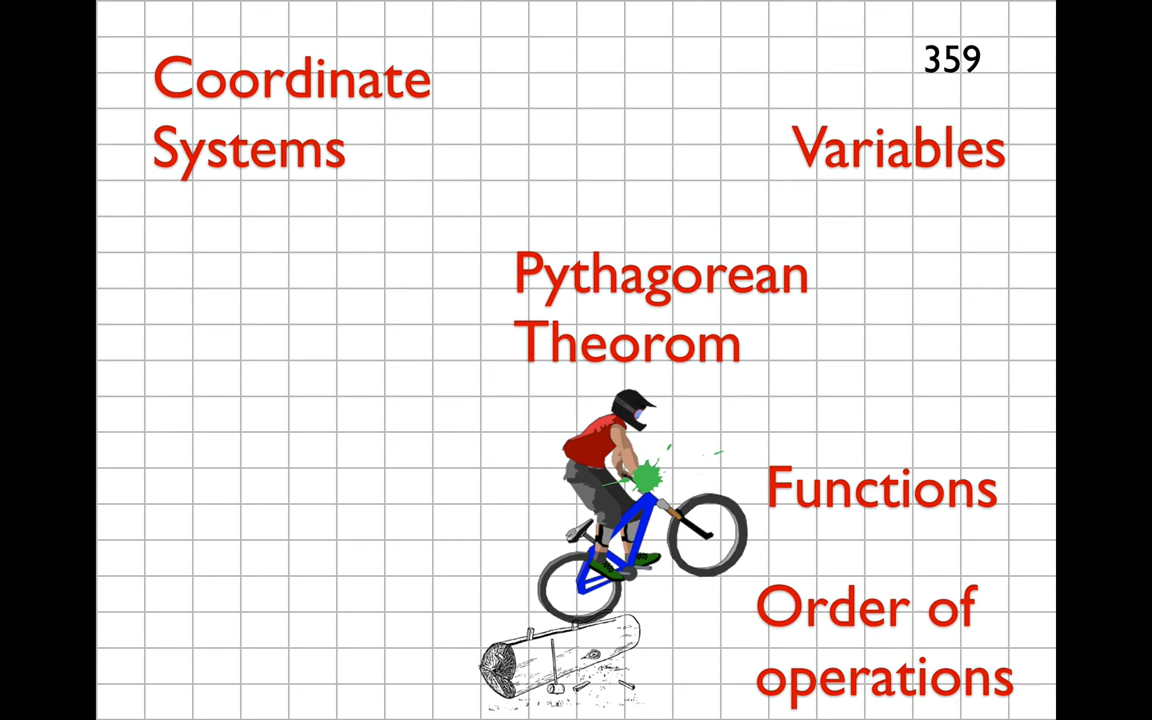 Coordinate
Systems
359
Variables
Pythagorean
Theorom
Functions
Order of
operations